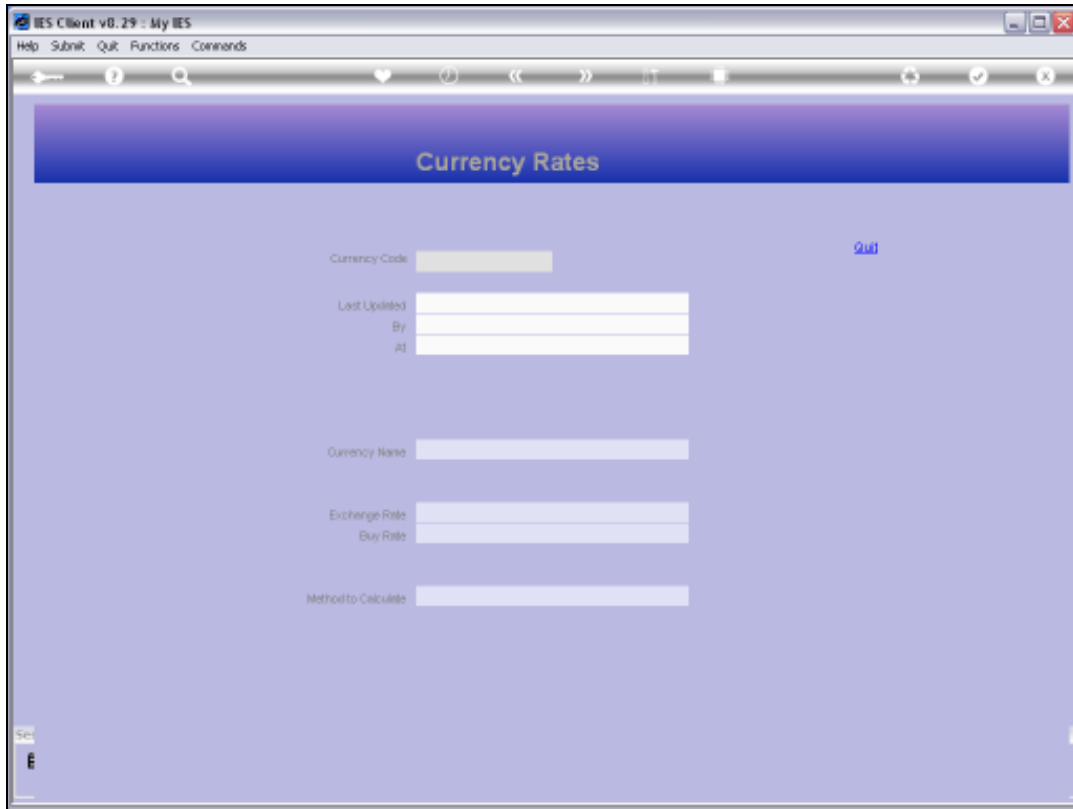 IES Client v8.29 : My IES
Help Submit Quit Functions Commands
Currency Rates
Quit
Currency Code
Last Updated
By
At
Currency Name
Exchange Rate
Buy Rate
Method to Calculate